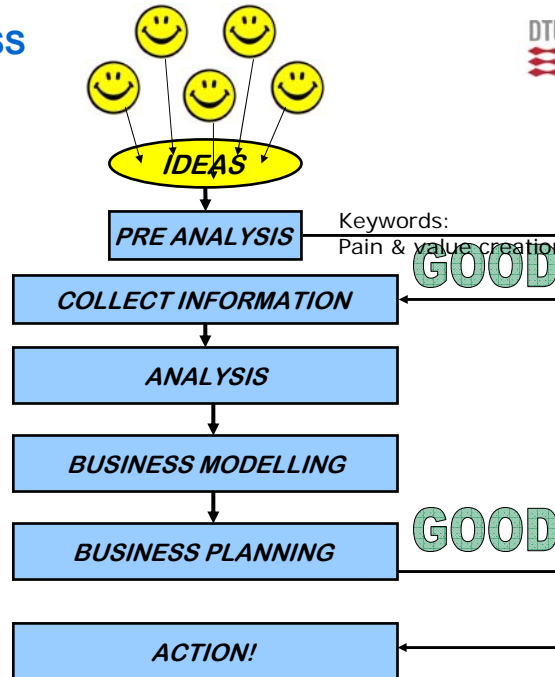 SS
DTU
IDEAS
PRE ANALYSIS
Keywords:
Pain & value creation
GOOD
COLLECT INFORMATION
ANALYSIS
BUSINESS MODELLING
GOOD
BUSINESS PLANNING
ACTION!